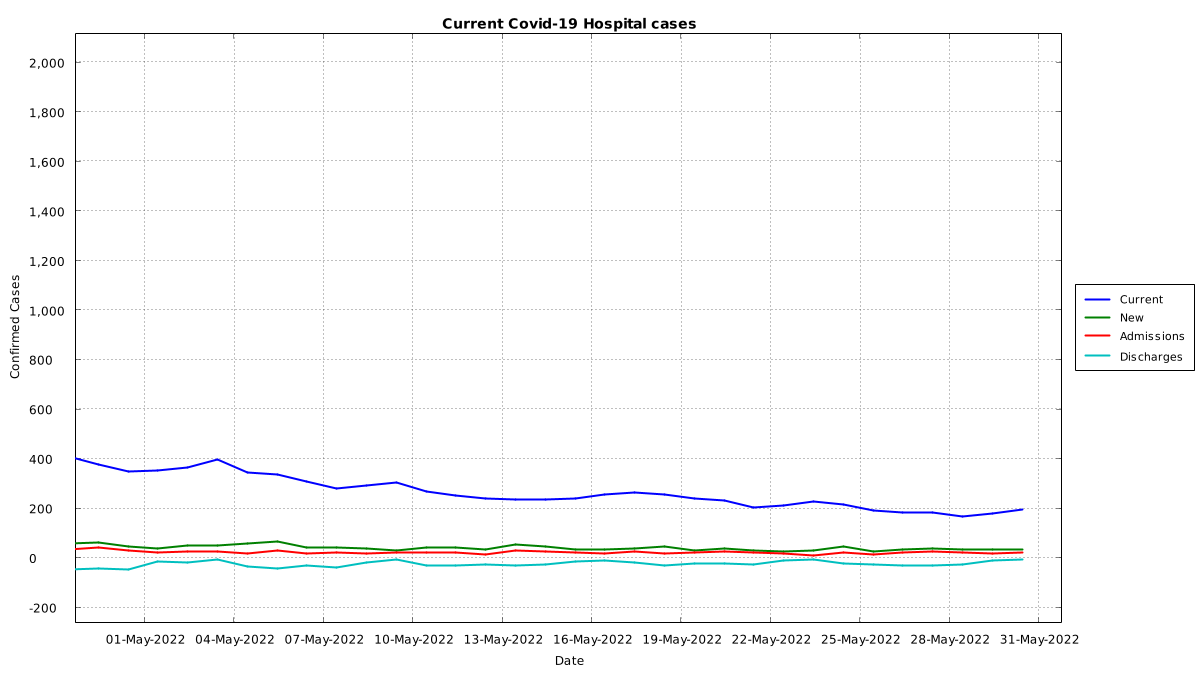 Current Covid-19 Hospital cases
2,000
1,800
1,600
1,400
1,200
1,000
800
600
400
200
0
-200
Confirmed Cases
01-May-2022 04-May-2022 07-May-2022 10-May-2022 13-May-2022 16-May-2022 19-May-2022 22-May-2022 25-May-2022 28-May-2022 31-May-2022
Date
Current
New
Admissions
Discharges